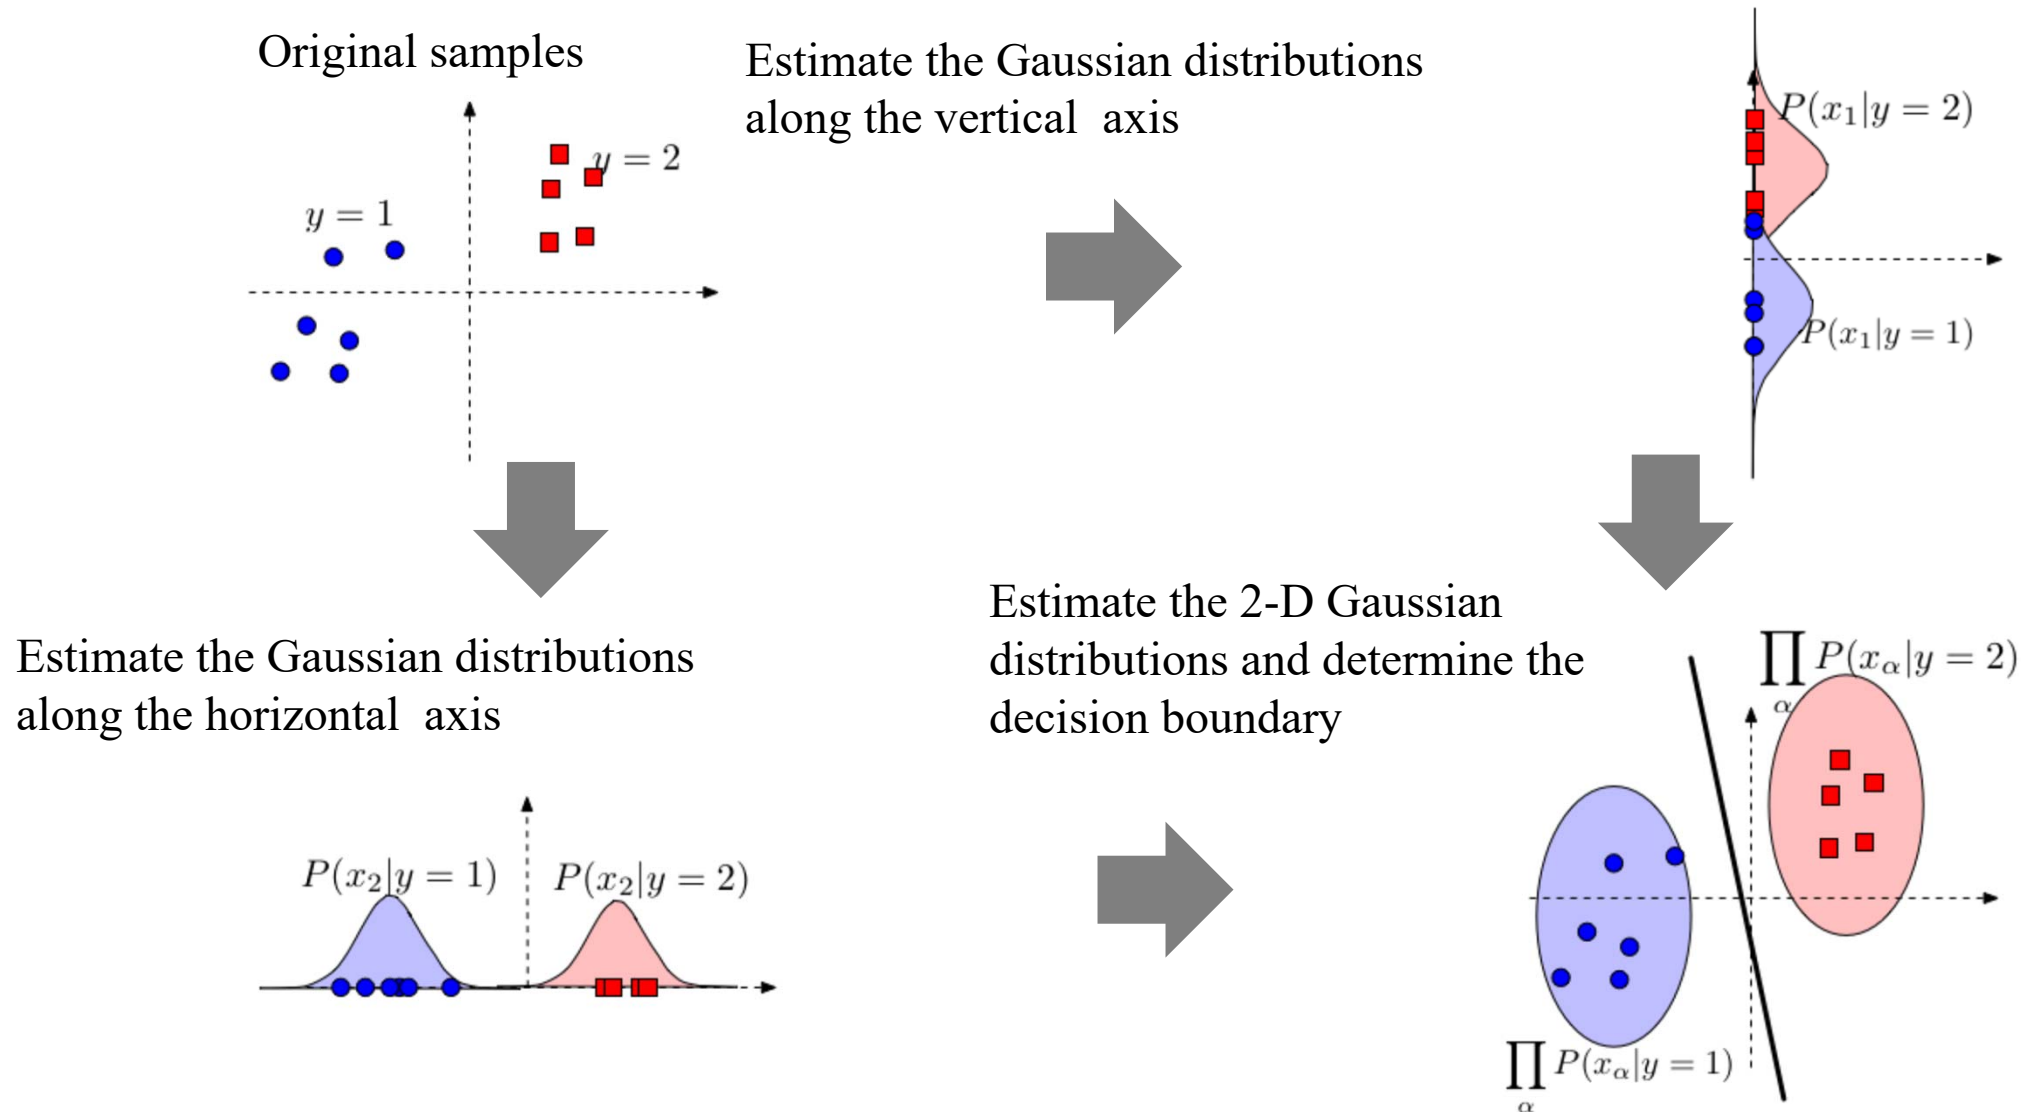 Original samples
y = 2
y = 1
Estimate the Gaussian distributions
along the vertical axis
P(x₁|y = 2)
P(x₁|y = 1)
Estimate the Gaussian distributions
along the horizontal axis
P(x₂|y = 1)
P(x₂|y = 2)
Estimate the 2-D Gaussian
distributions and determine the
decision boundary
∏ P(xα|y = 2)
α
∏ P(xα|y = 1)
α